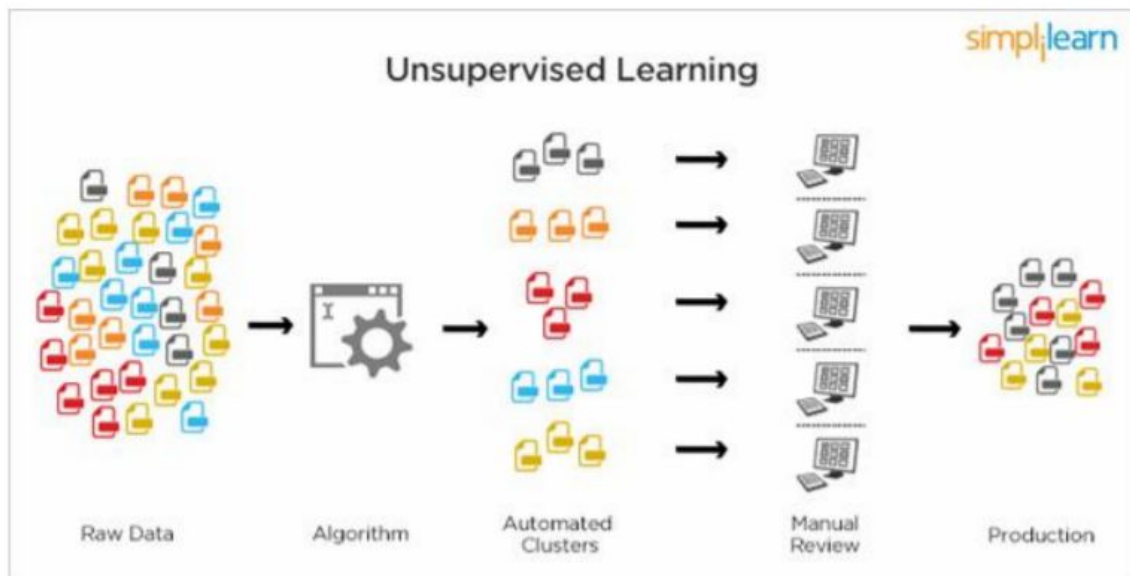 simplilearn
Unsupervised Learning
Raw Data
Algorithm
Automated
Clusters
Manual
Review
Production